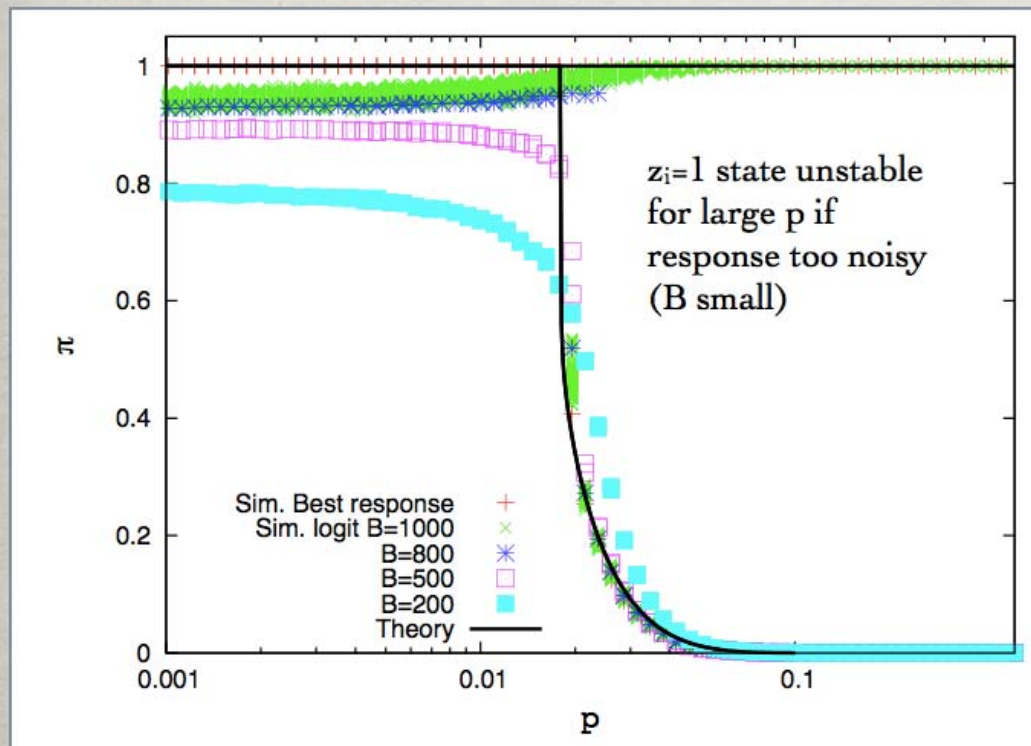 1
0.8
0.6
0.4
0.2
0
π
0.001
0.01
0.1
p
z_i=1 state unstable
for large p if
response too noisy
(B small)
Sim. Best response
Sim. logit B=1000
B=800
B=500
B=200
Theory